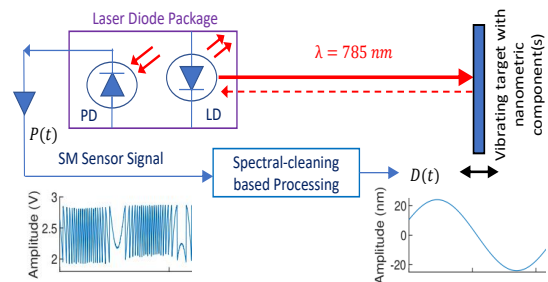 Laser Diode Package
λ = 785 nm
PD
LD
Vibrating target with
nanometric
component(s)
P(t)
SM Sensor Signal
Spectral-cleaning
based Processing
D(t)
Amplitude (V)
3
2.5
2
Amplitude (nm)
20
0
-20